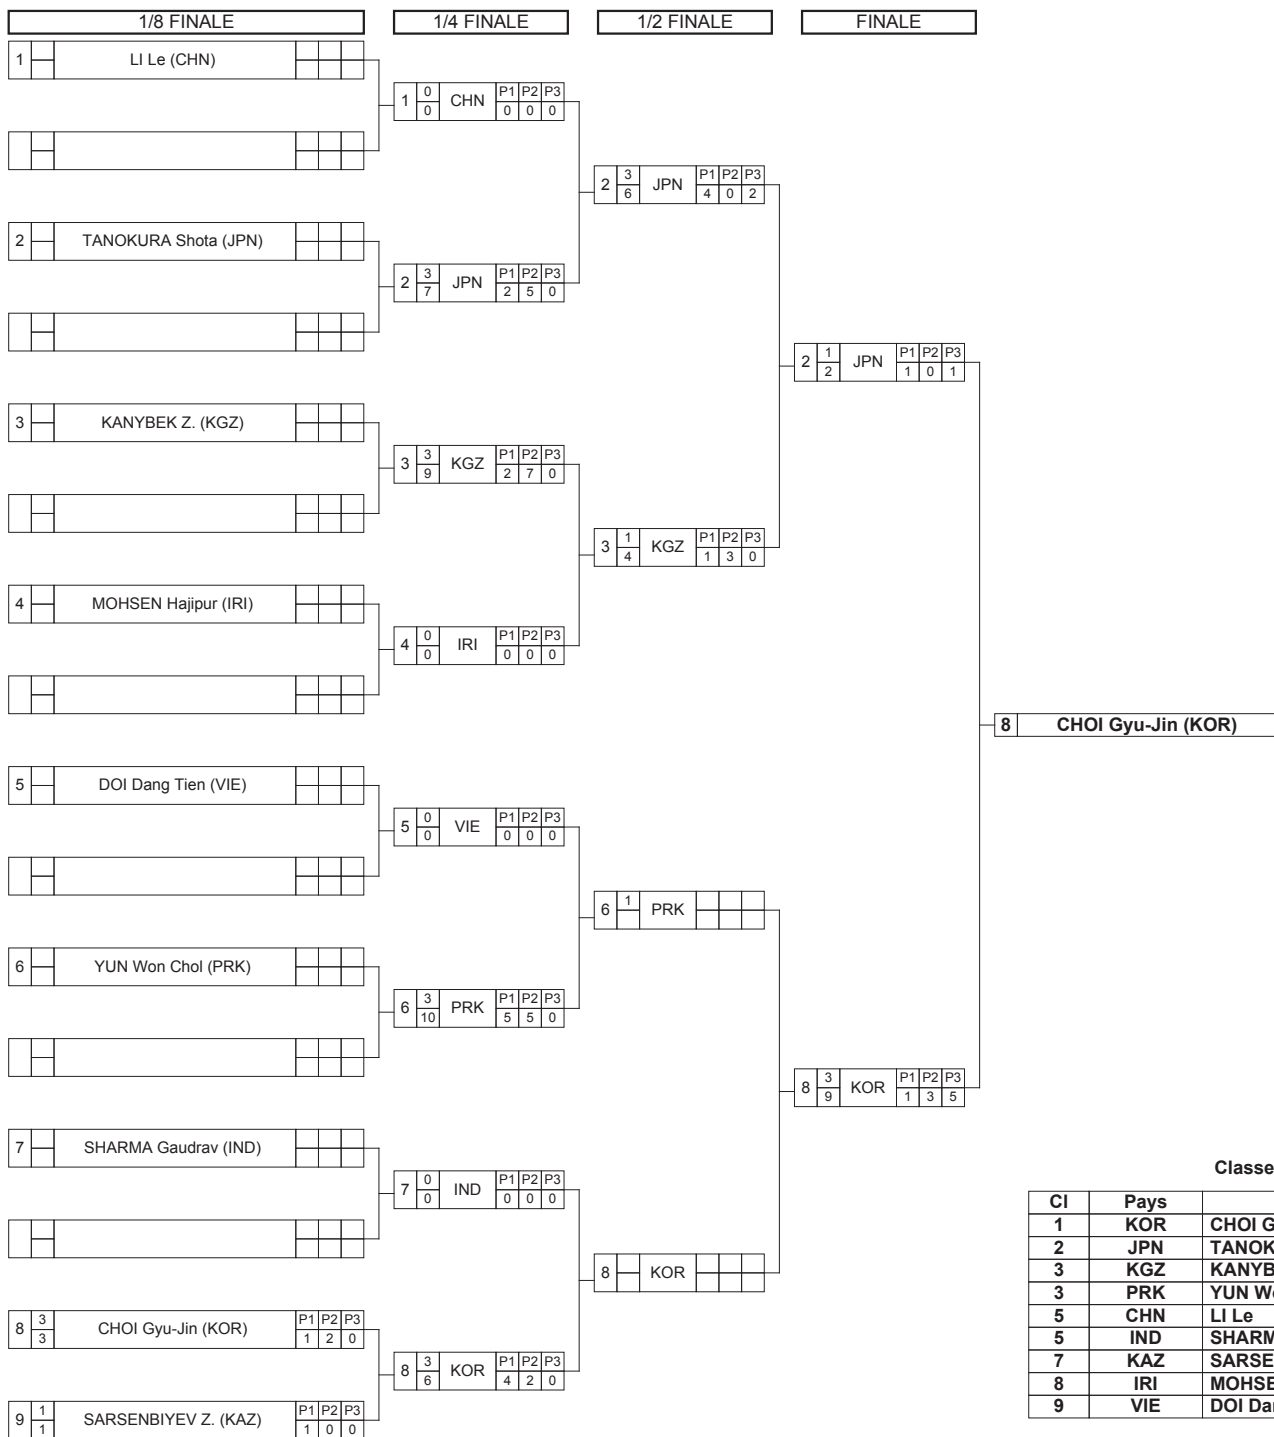 1/8 FINALE 1/4 FINALE 1/2 FINALE FINALE
1 LI Le (CHN)
1 0 0 CHN P1 P2 P3 0 0 0
2 3 6 JPN P1 P2 P3 4 0 2
2 TANOKURA Shota (JPN)
2 3 7 JPN P1 P2 P3 2 5 0
2 1 2 JPN P1 P2 P3 1 0 1
3 KANYBEK Z. (KGZ)
3 3 9 KGZ P1 P2 P3 2 7 0
3 1 4 KGZ P1 P2 P3 1 3 0
4 MOHSEN Hajipur (IRI)
4 0 0 IRI P1 P2 P3 0 0 0
8 CHOI Gyu-Jin (KOR)
5 DOI Dang Tien (VIE)
5 0 0 VIE P1 P2 P3 0 0 0
6 1 PRK
6 YUN Won Chol (PRK)
6 3 10 PRK P1 P2 P3 5 5 0
8 3 9 KOR P1 P2 P3 1 3 5
7 SHARMA Gaudrav (IND)
7 0 0 IND P1 P2 P3 0 0 0
8 KOR
8 3 3 CHOI Gyu-Jin (KOR) P1 P2 P3 1 2 0
8 3 6 KOR P1 P2 P3 4 2 0
9 1 1 SARSENBIYEV Z. (KAZ) P1 P2 P3 1 0 0
Classe
Cl Pays
1 KOR CHOI G
2 JPN TANOK
3 KGZ KANYB
3 PRK YUN W
5 CHN LI Le
5 IND SHARM
7 KAZ SARSE
8 IRI MOHSE
9 VIE DOI Da